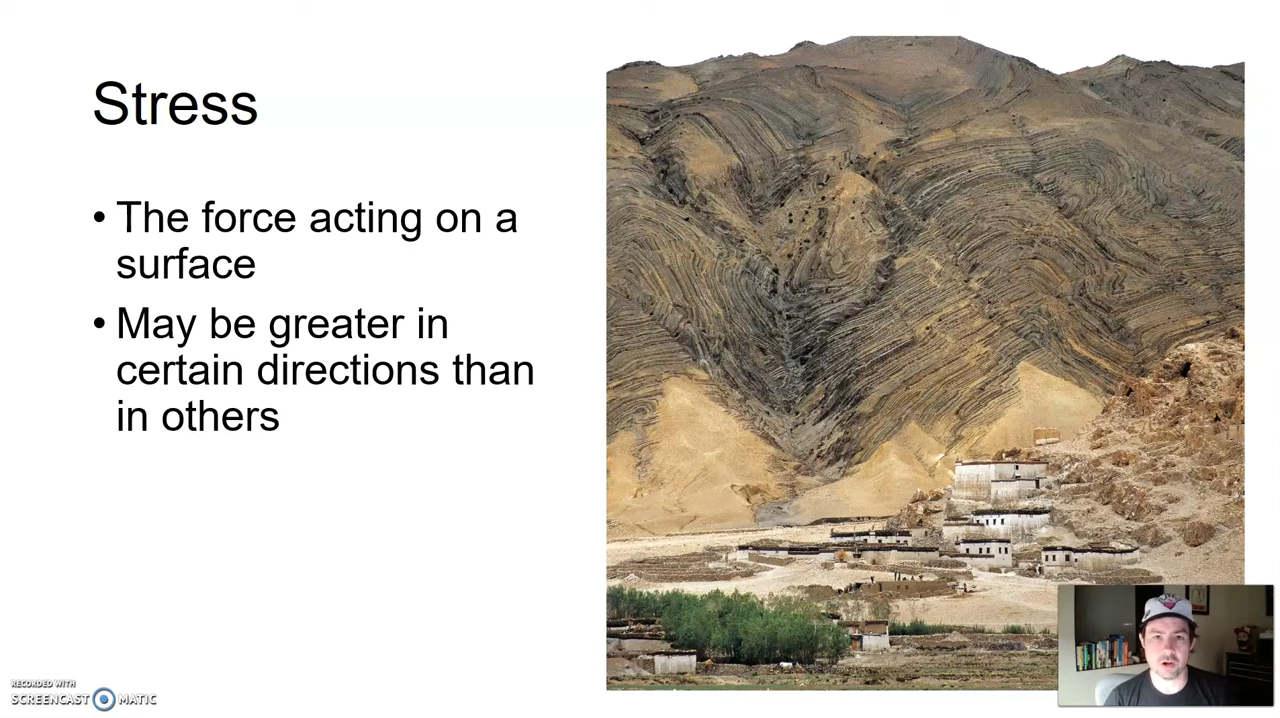 Stress
• The force acting on a
surface
• May be greater in
certain directions than
in others
RECORDED WITH
SCREENCAST MATIC